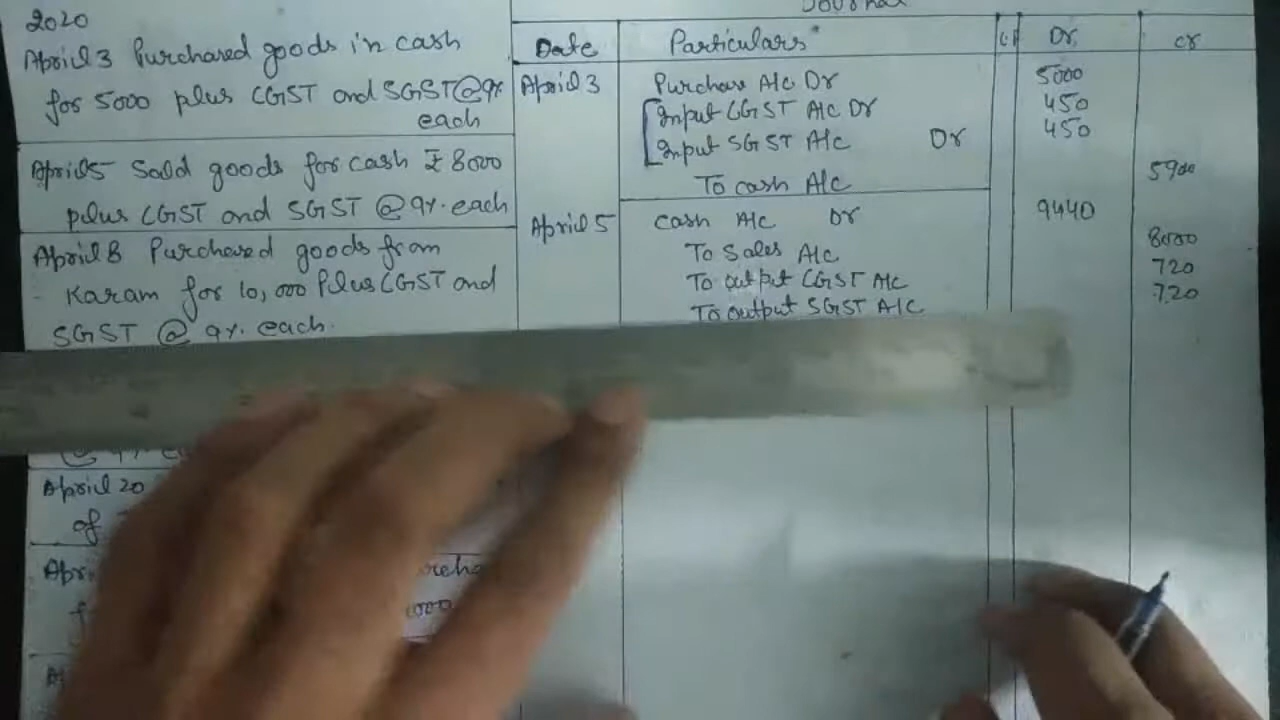 Journal
2020
April 3 Purchased goods in cash
for 5000 plus CGST and SGST@9%
each
April 5 Sold goods for cash ₹ 8000
plus CGST and SGST @ 9%. each
April 8 Purchased goods from
Karam for 10,000 Plus CGST and
SGST @ 9%. each.
April 20
of
Date Particulars Dr. cr
April 3 Purchase A/c Dr 5000
Input CGST A/c Dr 450
Input SGST A/c Dr 450
To cash A/c 5900
April 5 cash A/c Dr 9440
To Sales A/c 8000
To output CGST A/c 720
To output SGST A/c 720